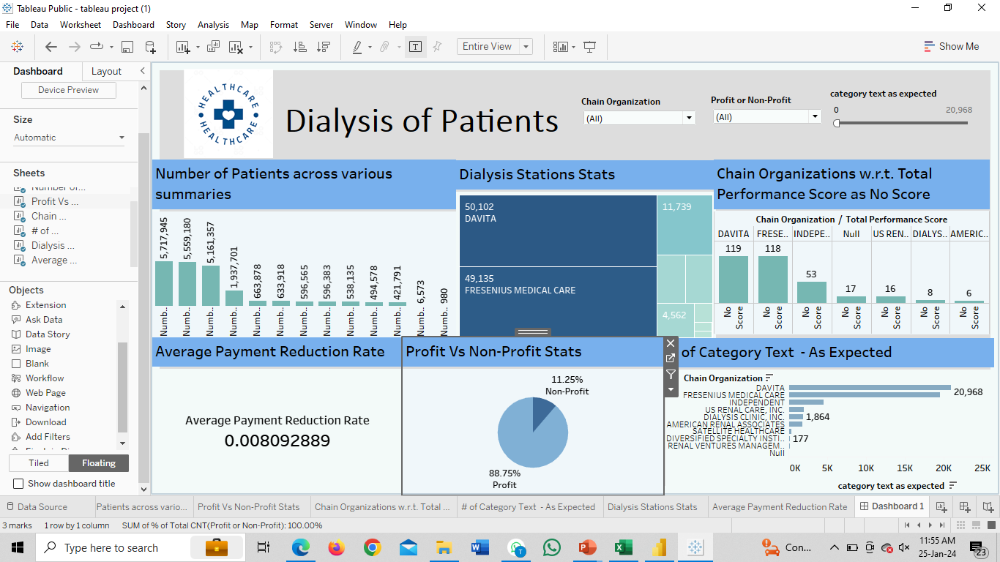 Tableau Public - tableau project (1)
File Data Worksheet Dashboard Story Analysis Map Format Server Window Help
Entire View
Show Me
Dashboard Layout
Device Preview
Size
Automatic
Sheets
Profit Vs ...
Chain ...
# of ...
Dialysis ...
Average ...
Objects
Extension
Ask Data
Data Story
Image
Blank
Workflow
Web Page
Navigation
Download
Add Filters
Tiled Floating
Show dashboard title
HEALTHCARE
HEALTHCARE
Dialysis of Patients
Chain Organization
(All)
Profit or Non-Profit
(All)
category text as expected
0 20,968
Number of Patients across various
summaries
5,717,945 5,559,180 5,161,357 1,937,701 663,878 633,918 596,565 596,383 538,135 494,578 421,791 6,573 980
Numb.. Numb.. Numb.. Numb.. Numb.. Numb.. Numb.. Numb.. Numb.. Numb.. Numb.. Numb.. Numb..
Dialysis Stations Stats
50,102
DAVITA
49,135
FRESENIUS MEDICAL CARE
11,739
4,562
Chain Organizations w.r.t. Total
Performance Score as No Score
Chain Organization / Total Performance Score
DAVITA FRESE.. INDEPE.. Null US REN.. DIALYS.. AMERIC..
119 118 53 17 16 8 6
No Score No Score No Score No Score No Score No Score No Score
Average Payment Reduction Rate
Average Payment Reduction Rate
0.008092889
Profit Vs Non-Profit Stats
11.25%
Non-Profit
88.75%
Profit
of Category Text - As Expected
Chain Organization
DAVITA
FRESENIUS MEDICAL CARE 20,968
INDEPENDENT
US RENAL CARE, INC.
DIALYSIS CLINIC, INC. 1,864
AMERICAN RENAL ASSOCIATES
SATELLITE HEALTHCARE
DIVERSIFIED SPECIALTY INSTI.. 177
RENAL VENTURES MANAGEM..
Null
0K 5K 10K 15K 20K 25K
category text as expected
Data Source Patients across vario... Profit Vs Non-Profit Stats Chain Organizations w.r.t. Total ... # of Category Text - As Expected Dialysis Stations Stats Average Payment Reduction Rate Dashboard 1
3 marks 1 row by 1 column SUM of % of Total CNT(Profit or Non-Profit): 100.00%
Type here to search
Con...
11:55 AM
25-Jan-24
23